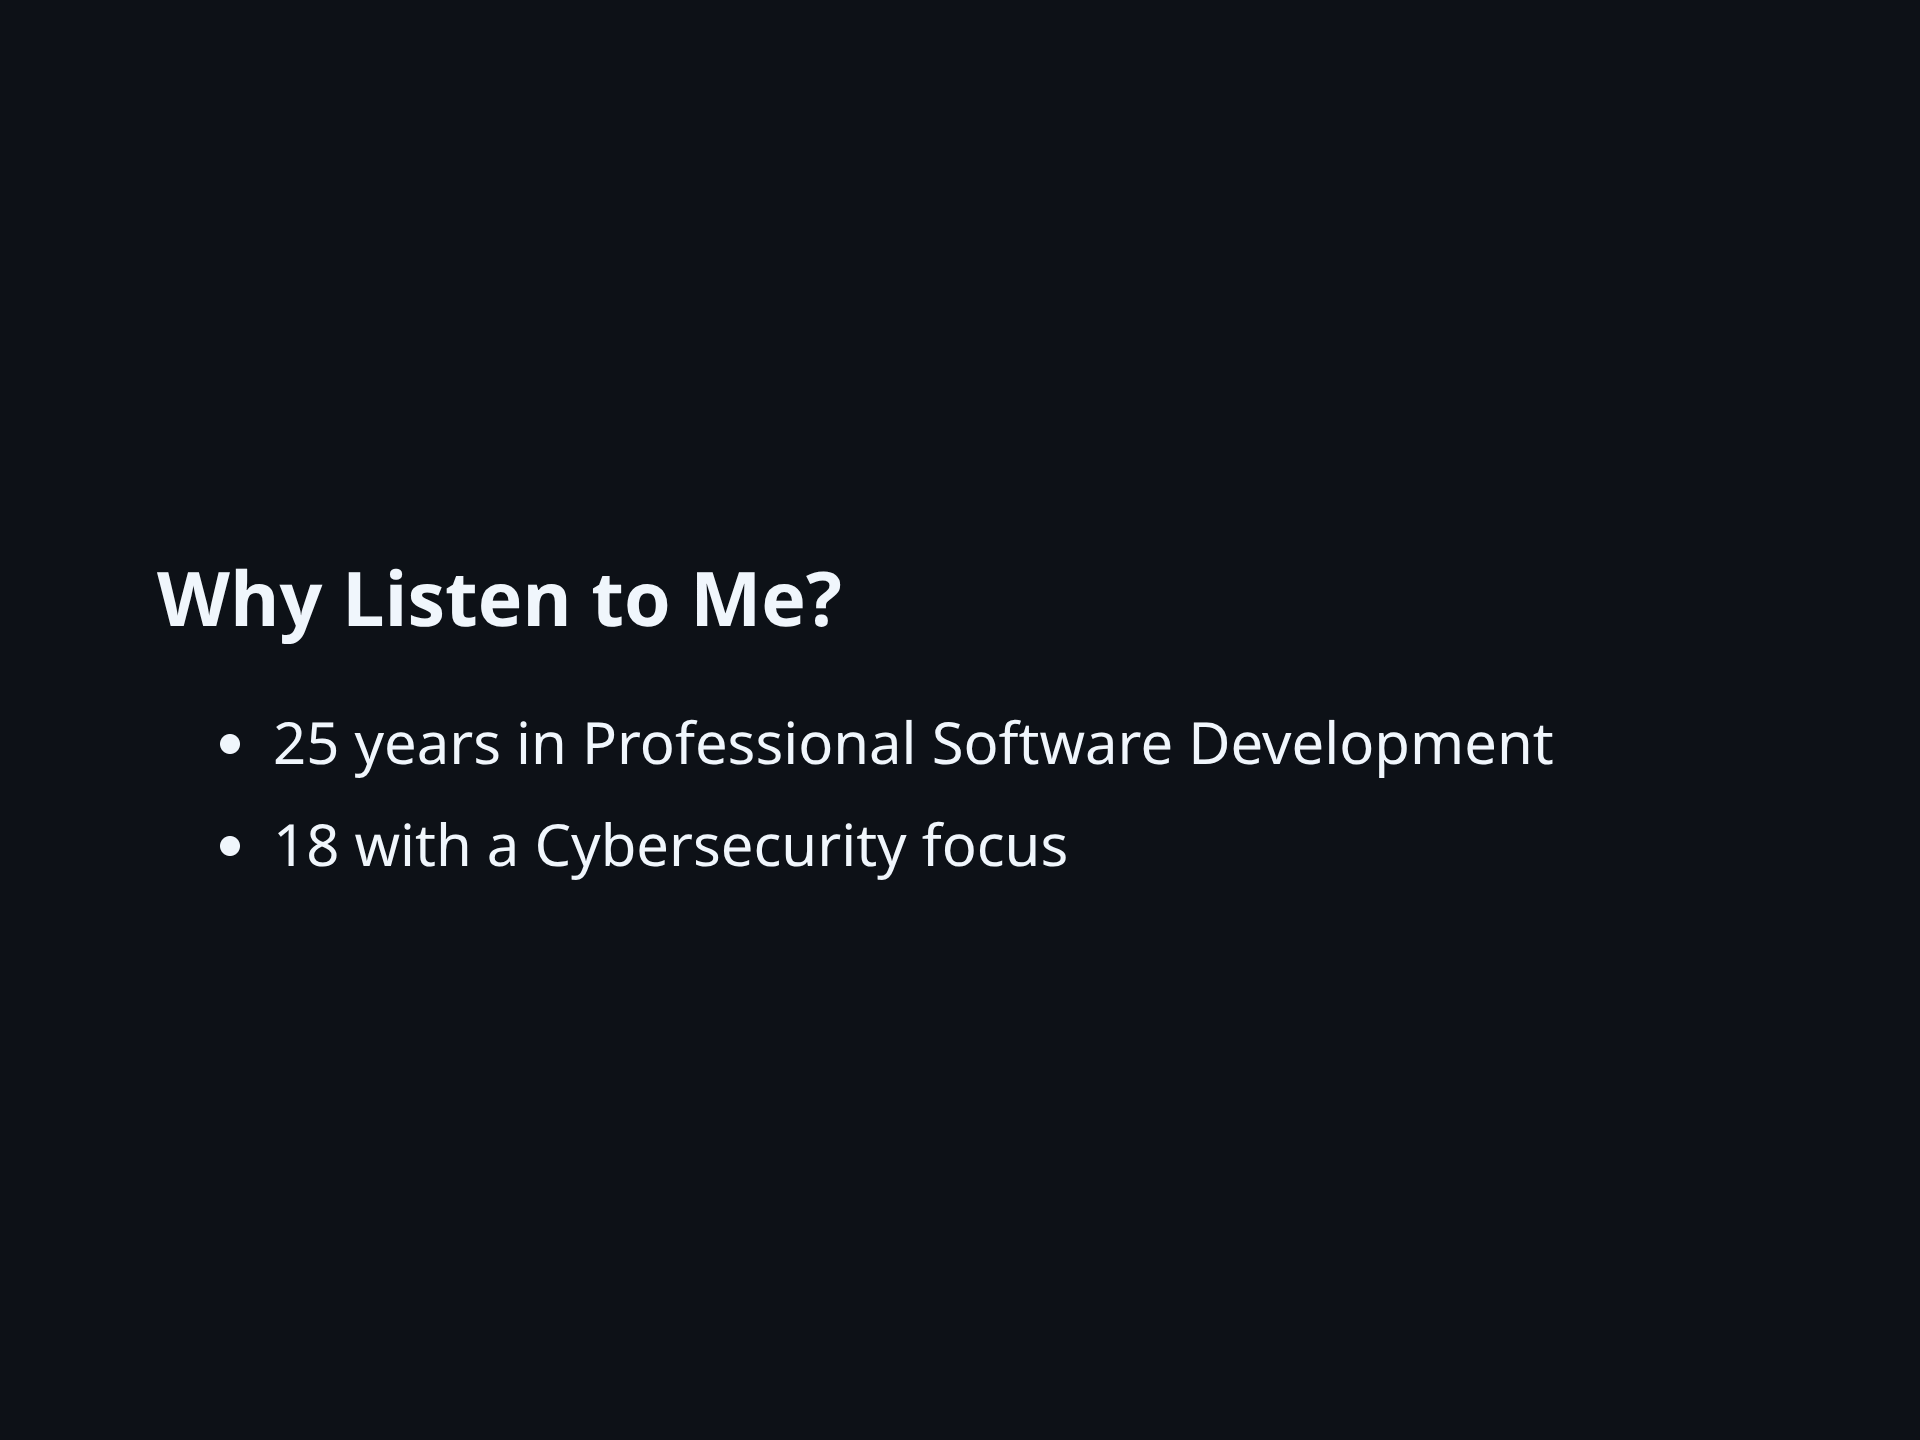 Why Listen to Me?
• 25 years in Professional Software Development
• 18 with a Cybersecurity focus